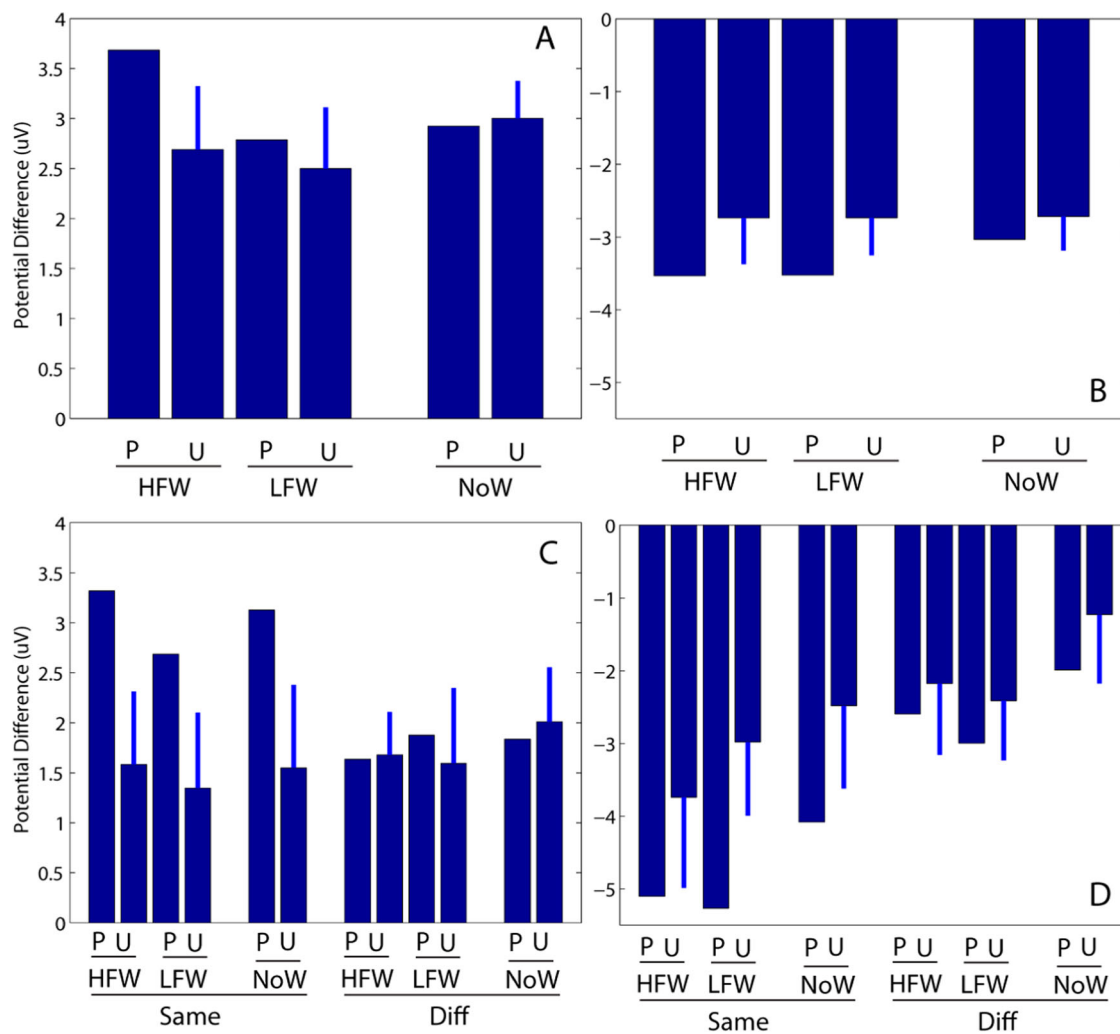 A
Potential Difference (uV)
4
3.5
3
2.5
2
1.5
1
0.5
0
P U P U P U
HFW LFW NoW
0
−1
−2
−3
−4
−5
B
P U P U P U
HFW LFW NoW
C
Potential Difference (uV)
4
3.5
3
2.5
2
1.5
1
0.5
0
P U P U P U P U P U P U
HFW LFW NoW HFW LFW NoW
Same Diff
0
−1
−2
−3
−4
−5
D
P U P U P U P U P U P U
HFW LFW NoW HFW LFW NoW
Same Diff